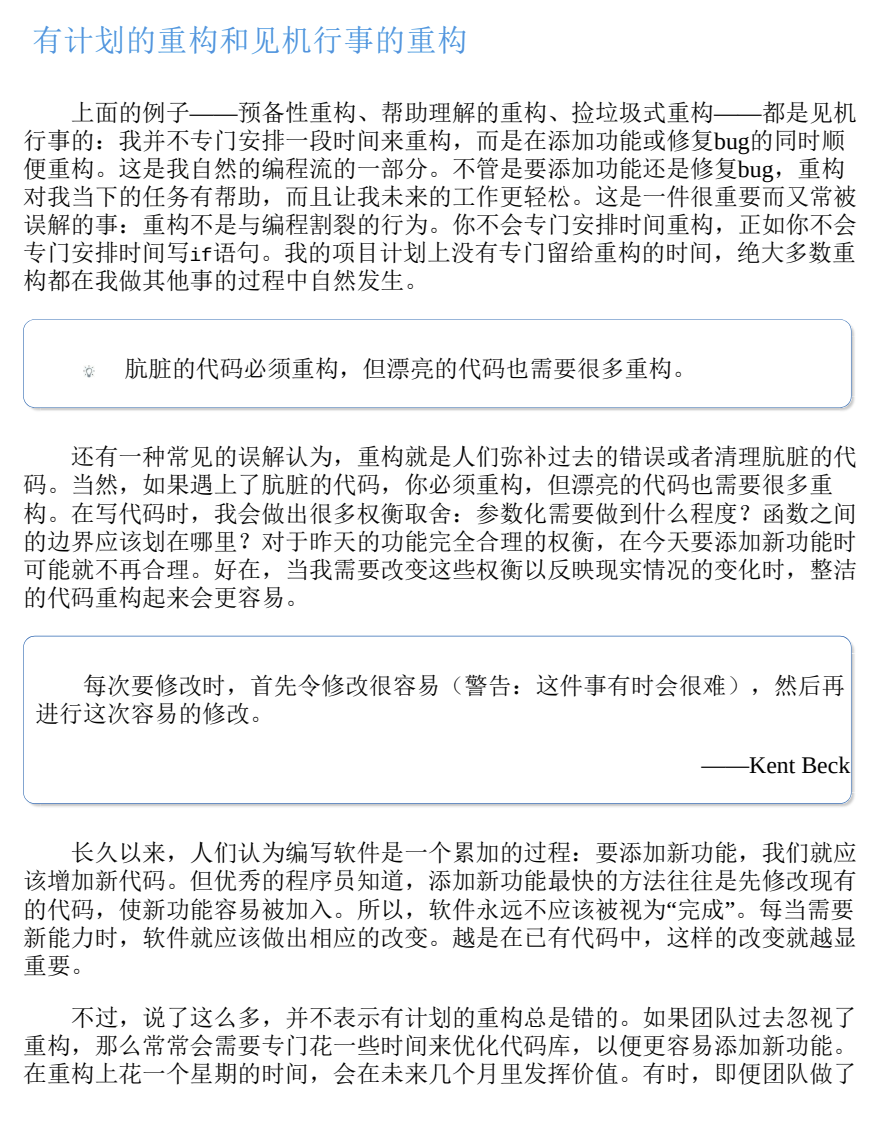 有计划的重构和见机行事的重构
上面的例子——预备性重构、帮助理解的重构、捡垃圾式重构——都是见机
行事的：我并不专门安排一段时间来重构，而是在添加功能或修复bug的同时顺
便重构。这是我自然的编程流的一部分。不管是要添加功能还是修复bug，重构
对我当下的任务有帮助，而且让我未来的工作更轻松。这是一件很重要而又常被
误解的事：重构不是与编程割裂的行为。你不会专门安排时间重构，正如你不会
专门安排时间写if语句。我的项目计划上没有专门留给重构的时间，绝大多数重
构都在我做其他事的过程中自然发生。
肮脏的代码必须重构，但漂亮的代码也需要很多重构。
还有一种常见的误解认为，重构就是人们弥补过去的错误或者清理肮脏的代
码。当然，如果遇上了肮脏的代码，你必须重构，但漂亮的代码也需要很多重
构。在写代码时，我会做出很多权衡取舍：参数化需要做到什么程度？函数之间
的边界应该划在哪里？对于昨天的功能完全合理的权衡，在今天要添加新功能时
可能就不再合理。好在，当我需要改变这些权衡以反映现实情况的变化时，整洁
的代码重构起来会更容易。
每次要修改时，首先令修改很容易（警告：这件事有时会很难），然后再
进行这次容易的修改。
——Kent Beck
长久以来，人们认为编写软件是一个累加的过程：要添加新功能，我们就应
该增加新代码。但优秀的程序员知道，添加新功能最快的方法往往是先修改现有
的代码，使新功能容易被加入。所以，软件永远不应该被视为“完成”。每当需要
新能力时，软件就应该做出相应的改变。越是在已有代码中，这样的改变就越显
重要。
不过，说了这么多，并不表示有计划的重构总是错的。如果团队过去忽视了
重构，那么常常会需要专门花一些时间来优化代码库，以便更容易添加新功能。
在重构上花一个星期的时间，会在未来几个月里发挥价值。有时，即便团队做了